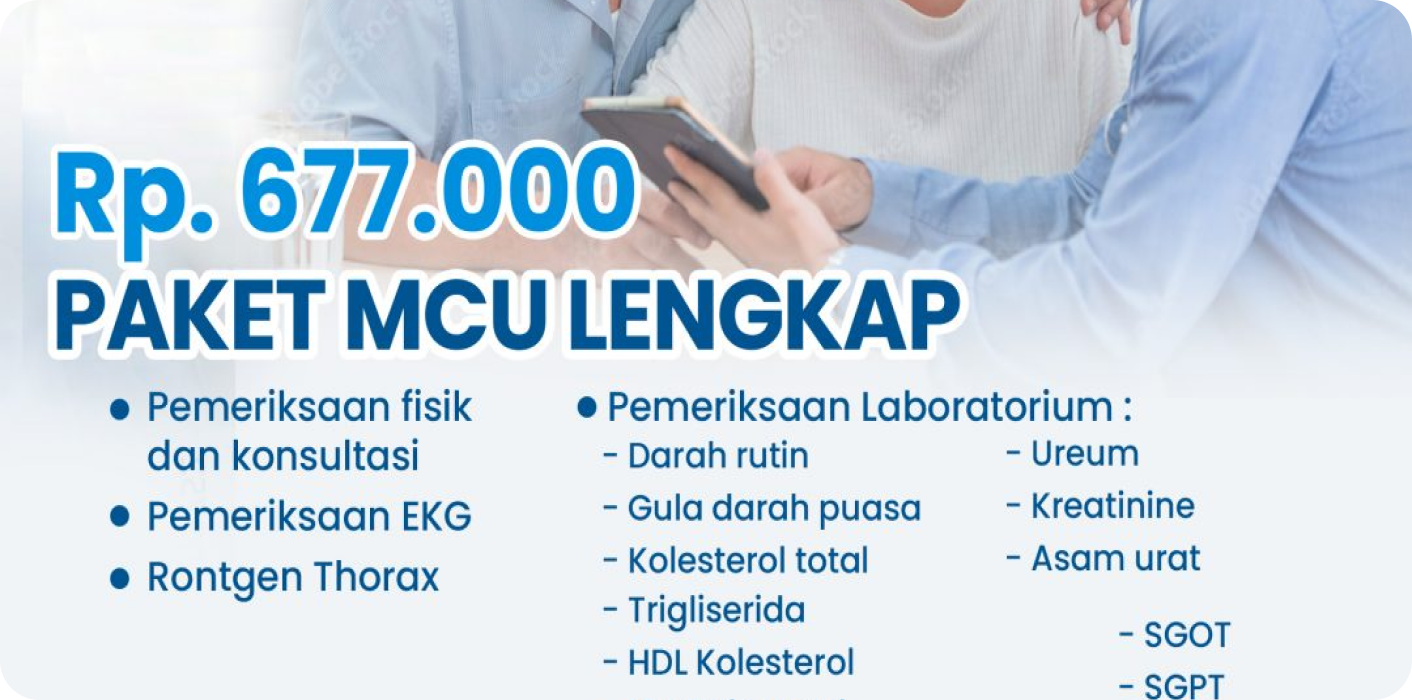 Rp. 677.000
PAKET MCU LENGKAP
● Pemeriksaan fisik
dan konsultasi
● Pemeriksaan EKG
● Rontgen Thorax
● Pemeriksaan Laboratorium :
- Darah rutin
- Gula darah puasa
- Kolesterol total
- Trigliserida
- HDL Kolesterol
- Ureum
- Kreatinine
- Asam urat
- SGOT
- SGPT